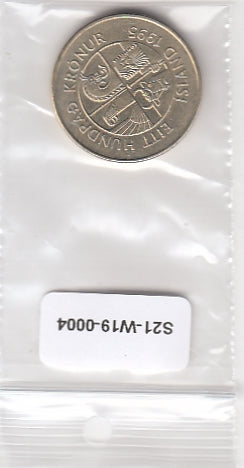 ÍSLAND 1995
EITT HUNDRAÐ KRÓNUR
S21-W19-0004